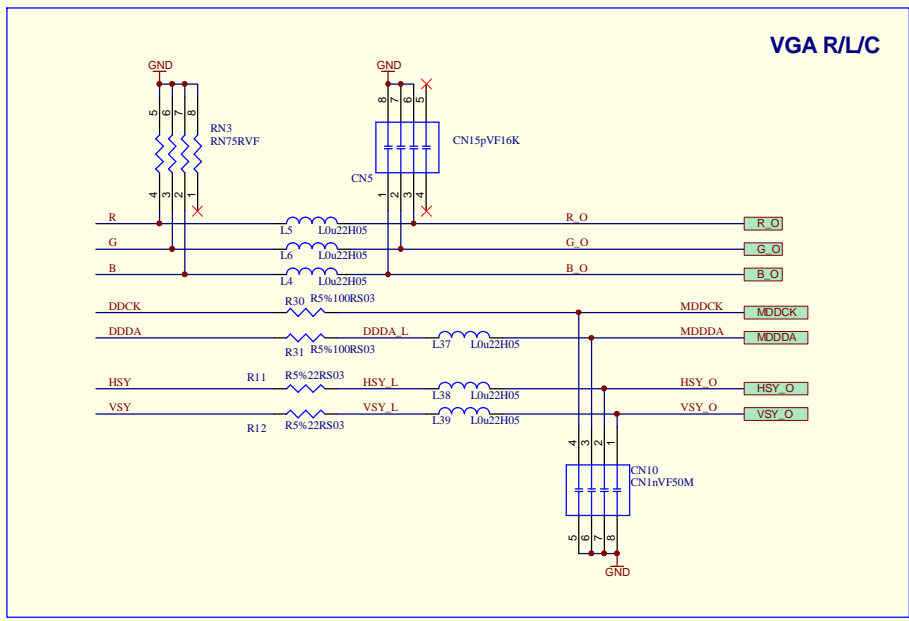 VGA R/L/C
GND
GND
5
6
7
8
8
7
6
5
RN3
RN75RVF
CN15pVF16K
CN5
4
3
2
1
1
2
3
4
R
L5
L0u22H05
R_O
R_O
G
L6
L0u22H05
G_O
G_O
B
L4
L0u22H05
B_O
B_O
DDCK
R30
R5%100RS03
MDDCK
MDDCK
DDDA
R31
R5%100RS03
DDDA_L
L37
L0u22H05
MDDDA
MDDDA
HSY
R11
R5%22RS03
HSY_L
L38
L0u22H05
HSY_O
HSY_O
VSY
R12
R5%22RS03
VSY_L
L39
L0u22H05
VSY_O
VSY_O
4
3
2
1
CN10
CN1nVF50M
5
6
7
8
GND